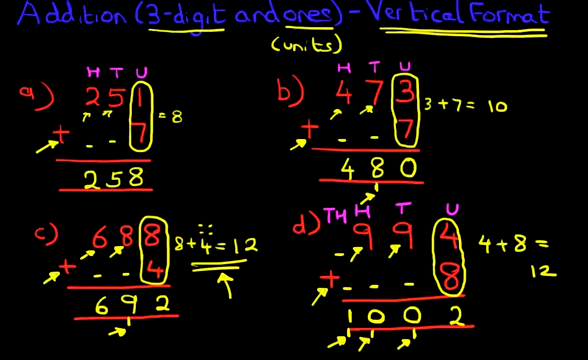 Addition (3-digit and ones) - Vertical Format
(units)
a) H T U
2 5 1
+ - - 7 = 8
2 5 8
b) H T U
4 7 3
+ - - 7 3 + 7 = 10
4 8 0
c) 6 8 8
+ - - 4 8 + 4 = 12
6 9 2
d) TH H T U
- 9 9 4
+ - - - 8 4 + 8 = 12
1 0 0 2